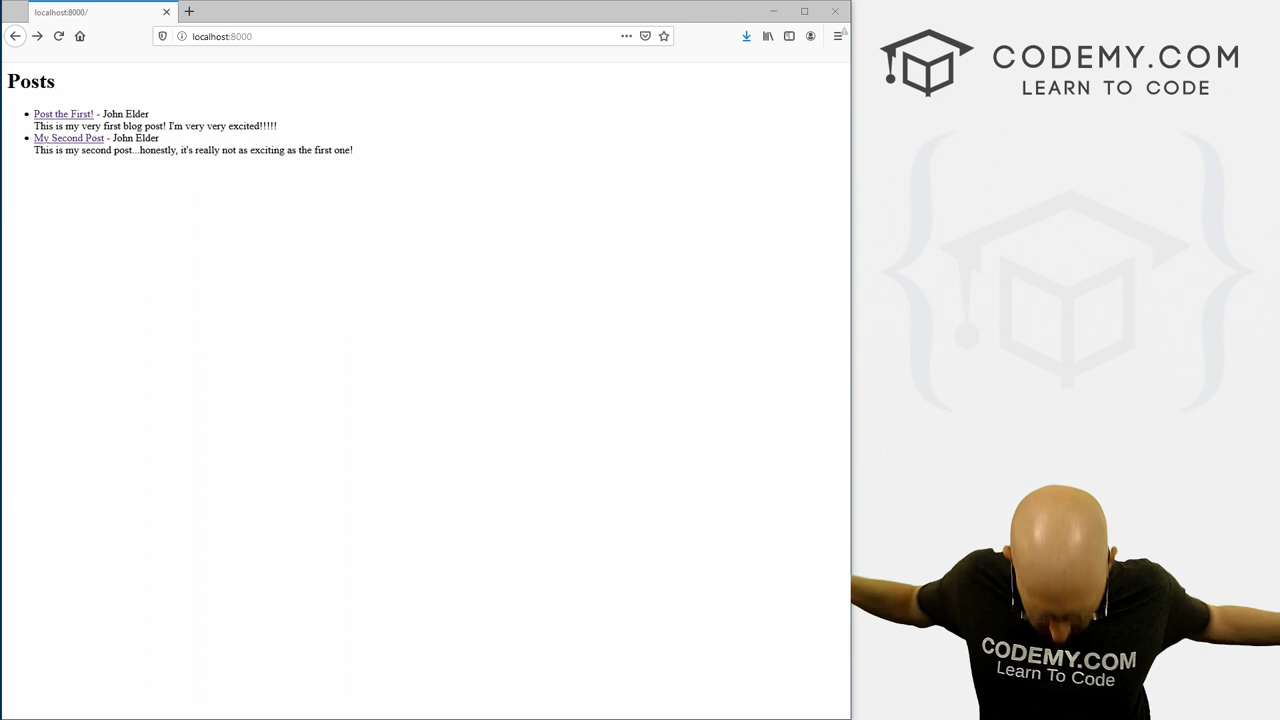 localhost:8000/
localhost:8000
Posts
Post the First! - John Elder
This is my very first blog post! I'm very very excited!!!!!
My Second Post - John Elder
This is my second post...honestly, it's really not as exciting as the first one!
CODEMY.COM
LEARN TO CODE
CODEMY.COM
Learn To Code